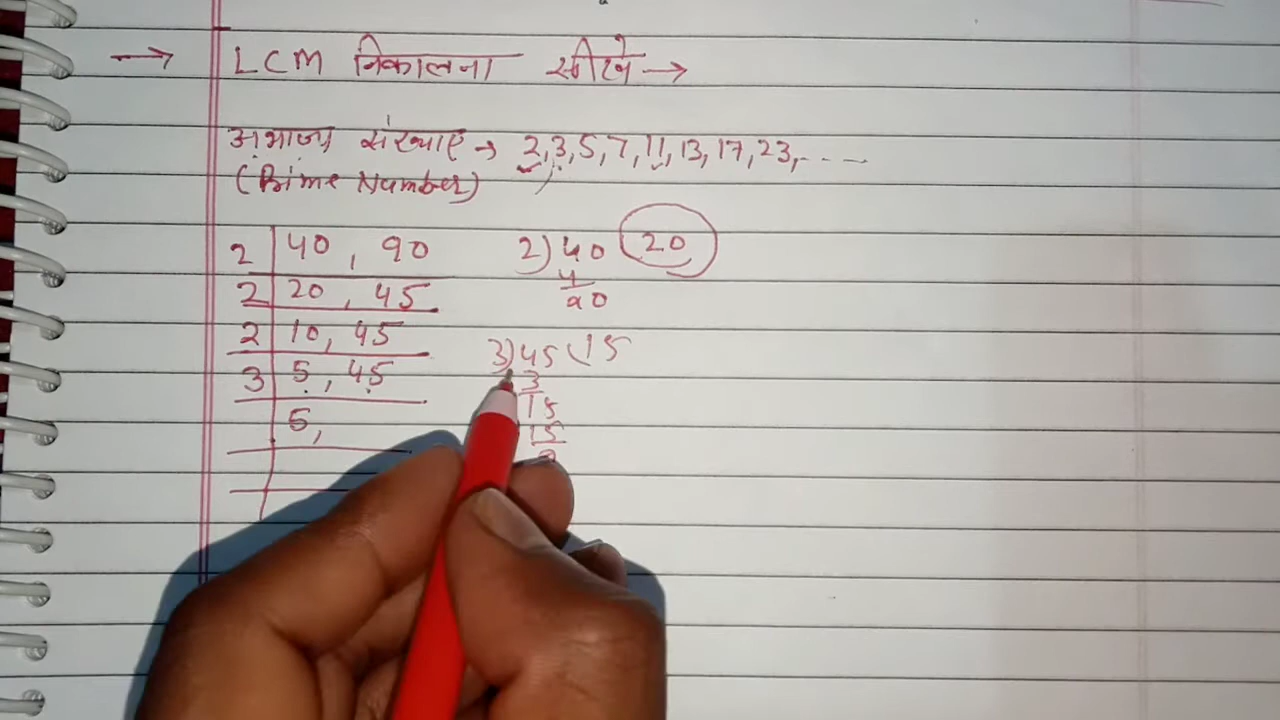 → LCM निकालना सीखे →
अभाज्य संख्याएं → 2, 3, 5, 7, 11, 13, 17, 23, . - - -
(Prime Number)
2 | 40 , 90
2 | 20 , 45
2 | 10 , 45
3 | 5 , 45
5 ,
2) 40 20
4
20
3) 45 ( 15
3
15
15